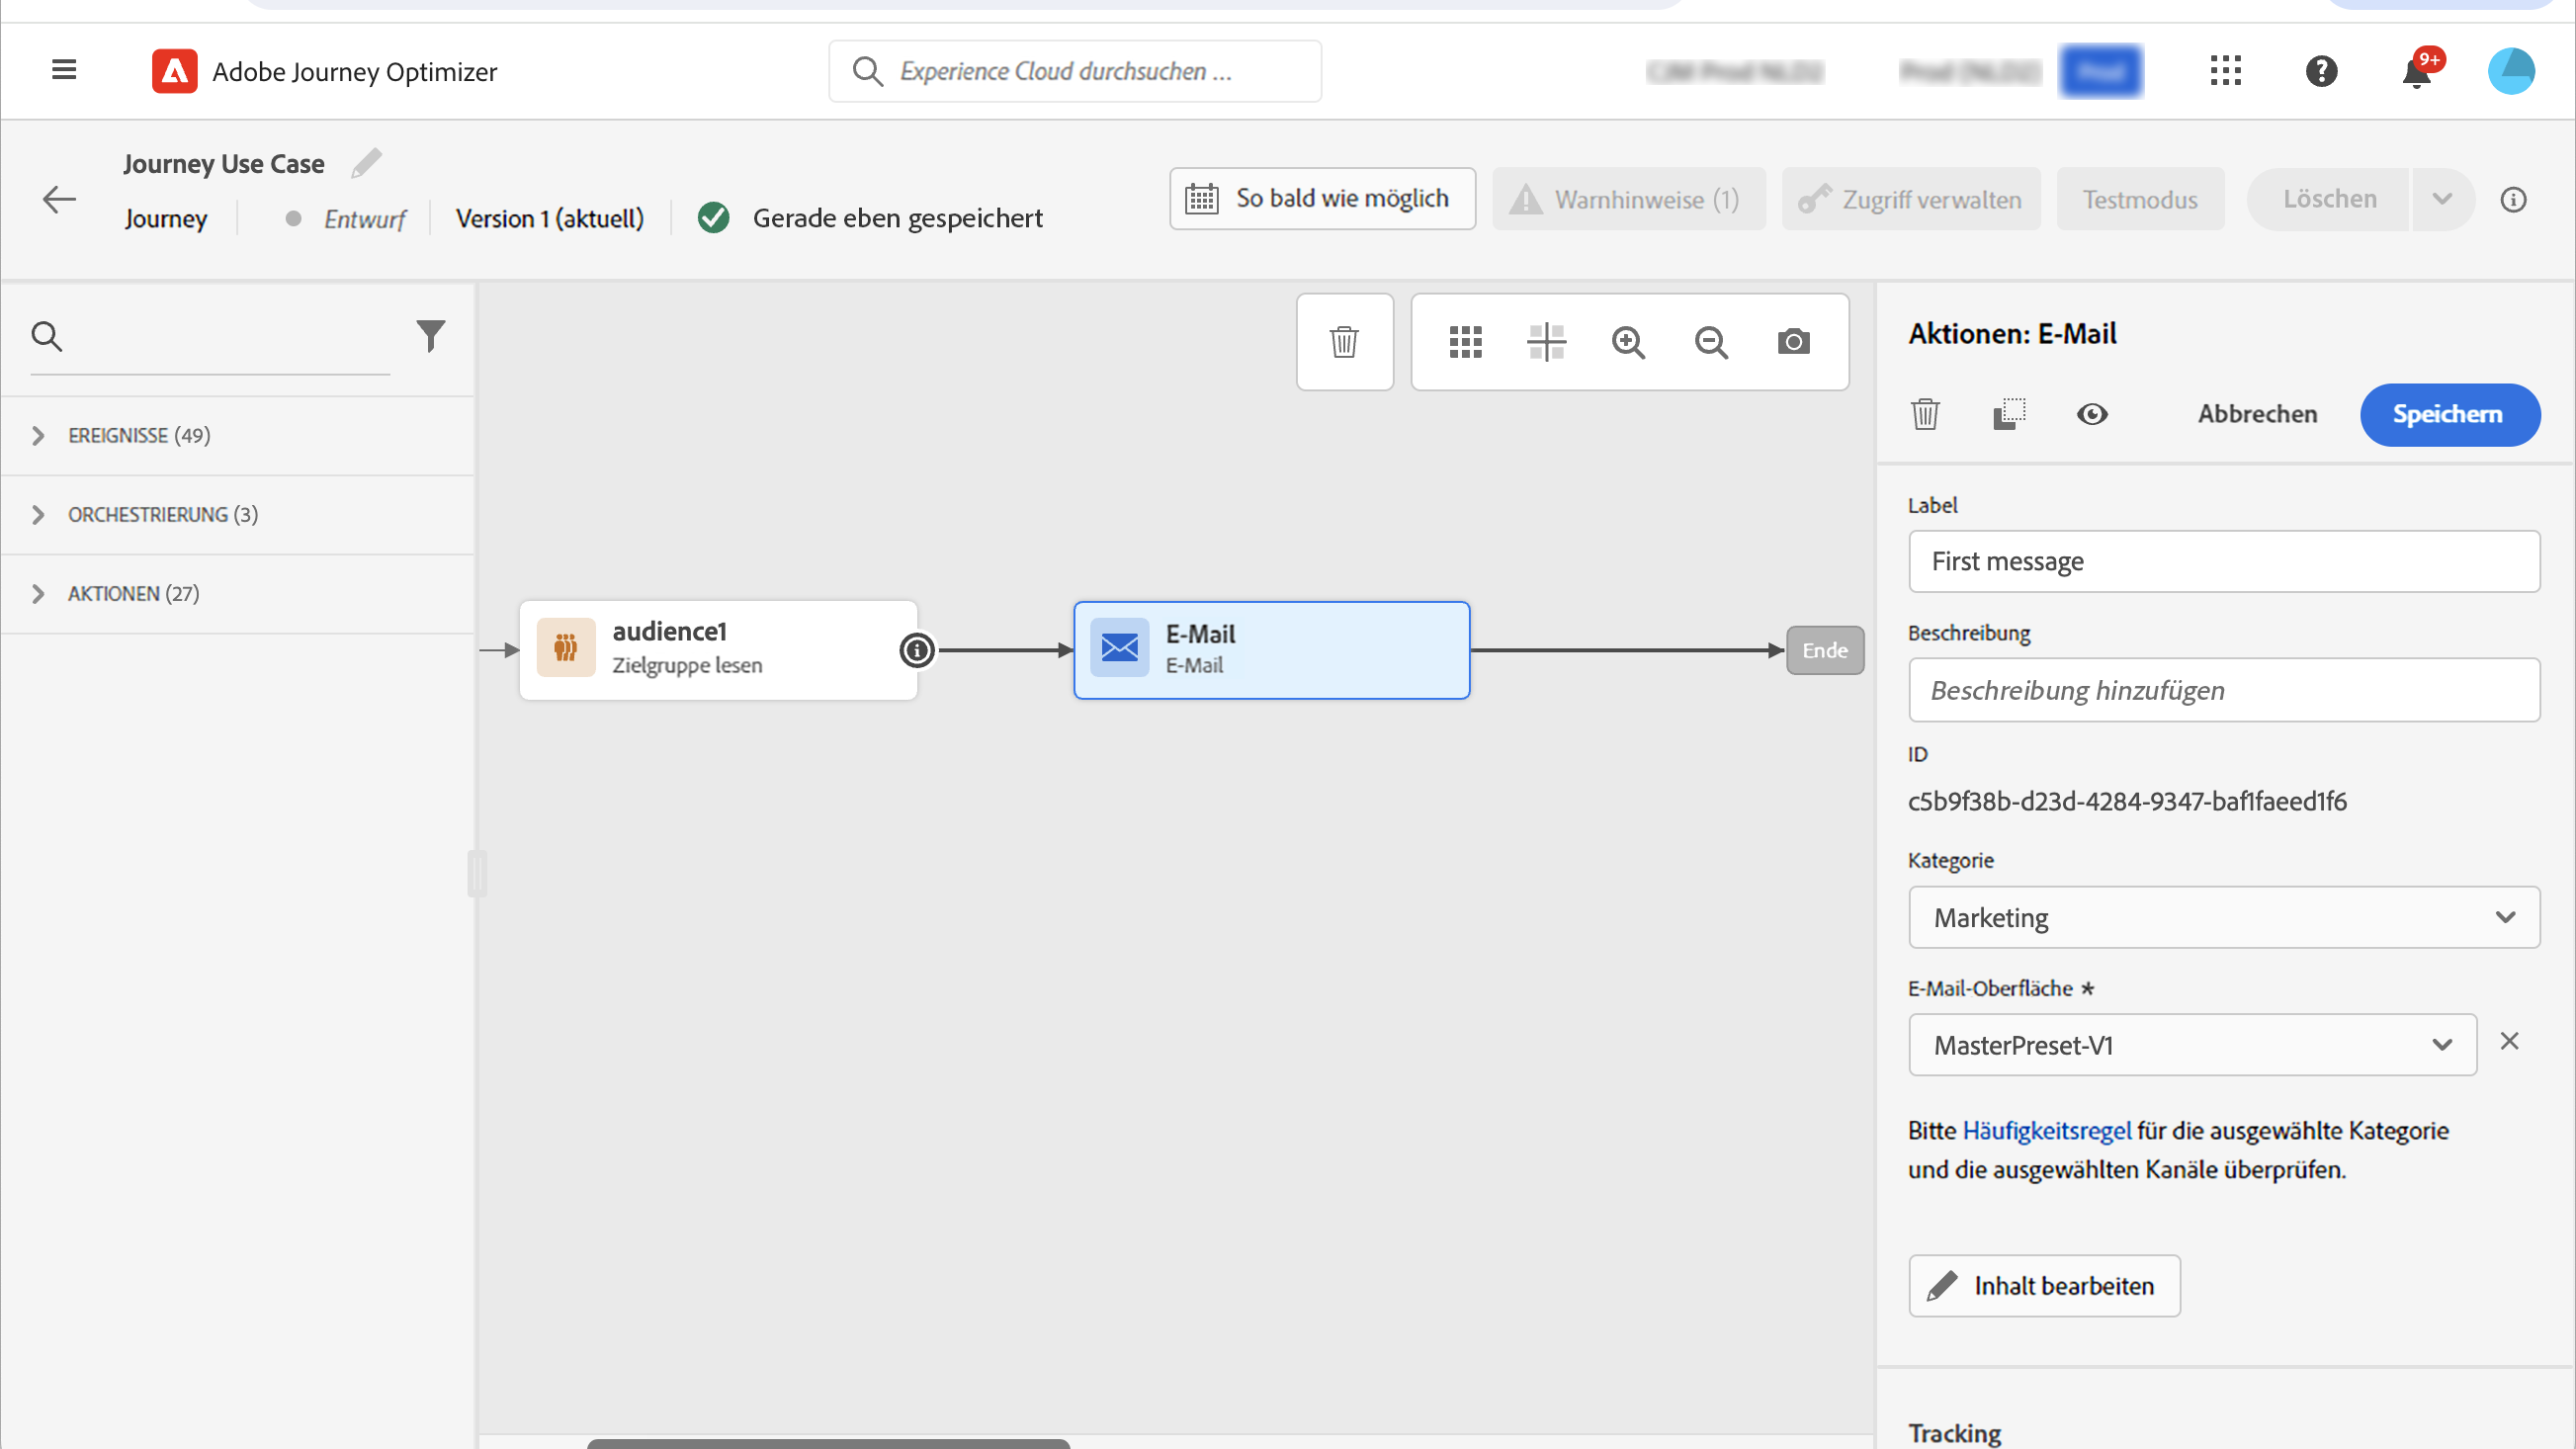 Adobe Journey Optimizer
Experience Cloud durchsuchen ...
9+
Journey Use Case
Journey
Entwurf
Version 1 (aktuell)
Gerade eben gespeichert
So bald wie möglich
Warnhinweise (1)
Zugriff verwalten
Testmodus
Löschen
EREIGNISSE (49)
ORCHESTRIERUNG (3)
AKTIONEN (27)
audience1
Zielgruppe lesen
E-Mail
E-Mail
Ende
Aktionen: E-Mail
Abbrechen
Speichern
Label
First message
Beschreibung
Beschreibung hinzufügen
ID
c5b9f38b-d23d-4284-9347-baf1faeed1f6
Kategorie
Marketing
E-Mail-Oberfläche *
MasterPreset-V1
Bitte Häufigkeitsregel für die ausgewählte Kategorie
und die ausgewählten Kanäle überprüfen.
Inhalt bearbeiten
Tracking